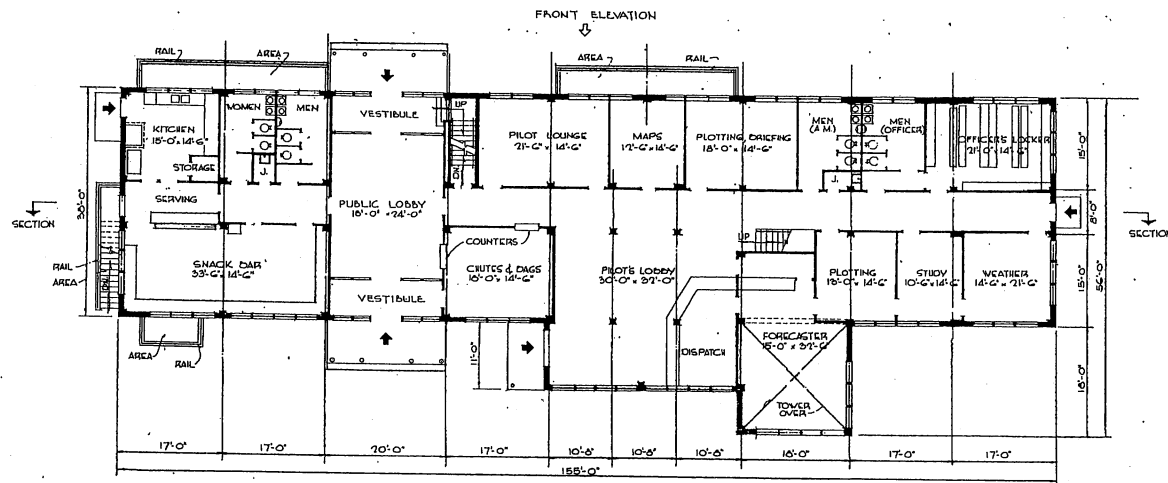 FRONT ELEVATION
RAIL
AREA
AREA
RAIL
WOMEN
MEN
VESTIBULE
UP
DN.
KITCHEN
15'-0" x 14'-6"
STORAGE
J.
PILOT LOUNGE
21'-6" x 14'-6"
MAPS
12'-6" x 14'-6"
PLOTTING BRIEFING
18'-0" x 14'-6"
MEN
(A.M.)
MEN
(OFFICER)
J.
OFFICER'S LOCKER
21'-0" x 14'-6"
15'-0"
SERVING
38'-0"
SECTION
PUBLIC LOBBY
18'-0" x 24'-0"
COUNTERS
8'-0"
SECTION
SNACK BAR
33'-6" x 14'-6"
RAIL
AREA
DN.
CHUTES & BAGS
16'-0" x 14'-6"
PILOT'S LOBBY
30'-0" x 32'-0"
UP
PLOTTING
18'-0" x 14'-6"
STUDY
10'-6" x 14'-6"
WEATHER
14'-6" x 21'-6"
15'-0"
56'-0"
VESTIBULE
AREA
RAIL
11'-0"
DISPATCH
FORECASTER
15'-0" x 32'-6"
TOWER
OVER
18'-0"
17'-0"
17'-0"
20'-0"
17'-0"
10'-8"
10'-8"
10'-8"
18'-0"
17'-0"
17'-0"
155'-0"